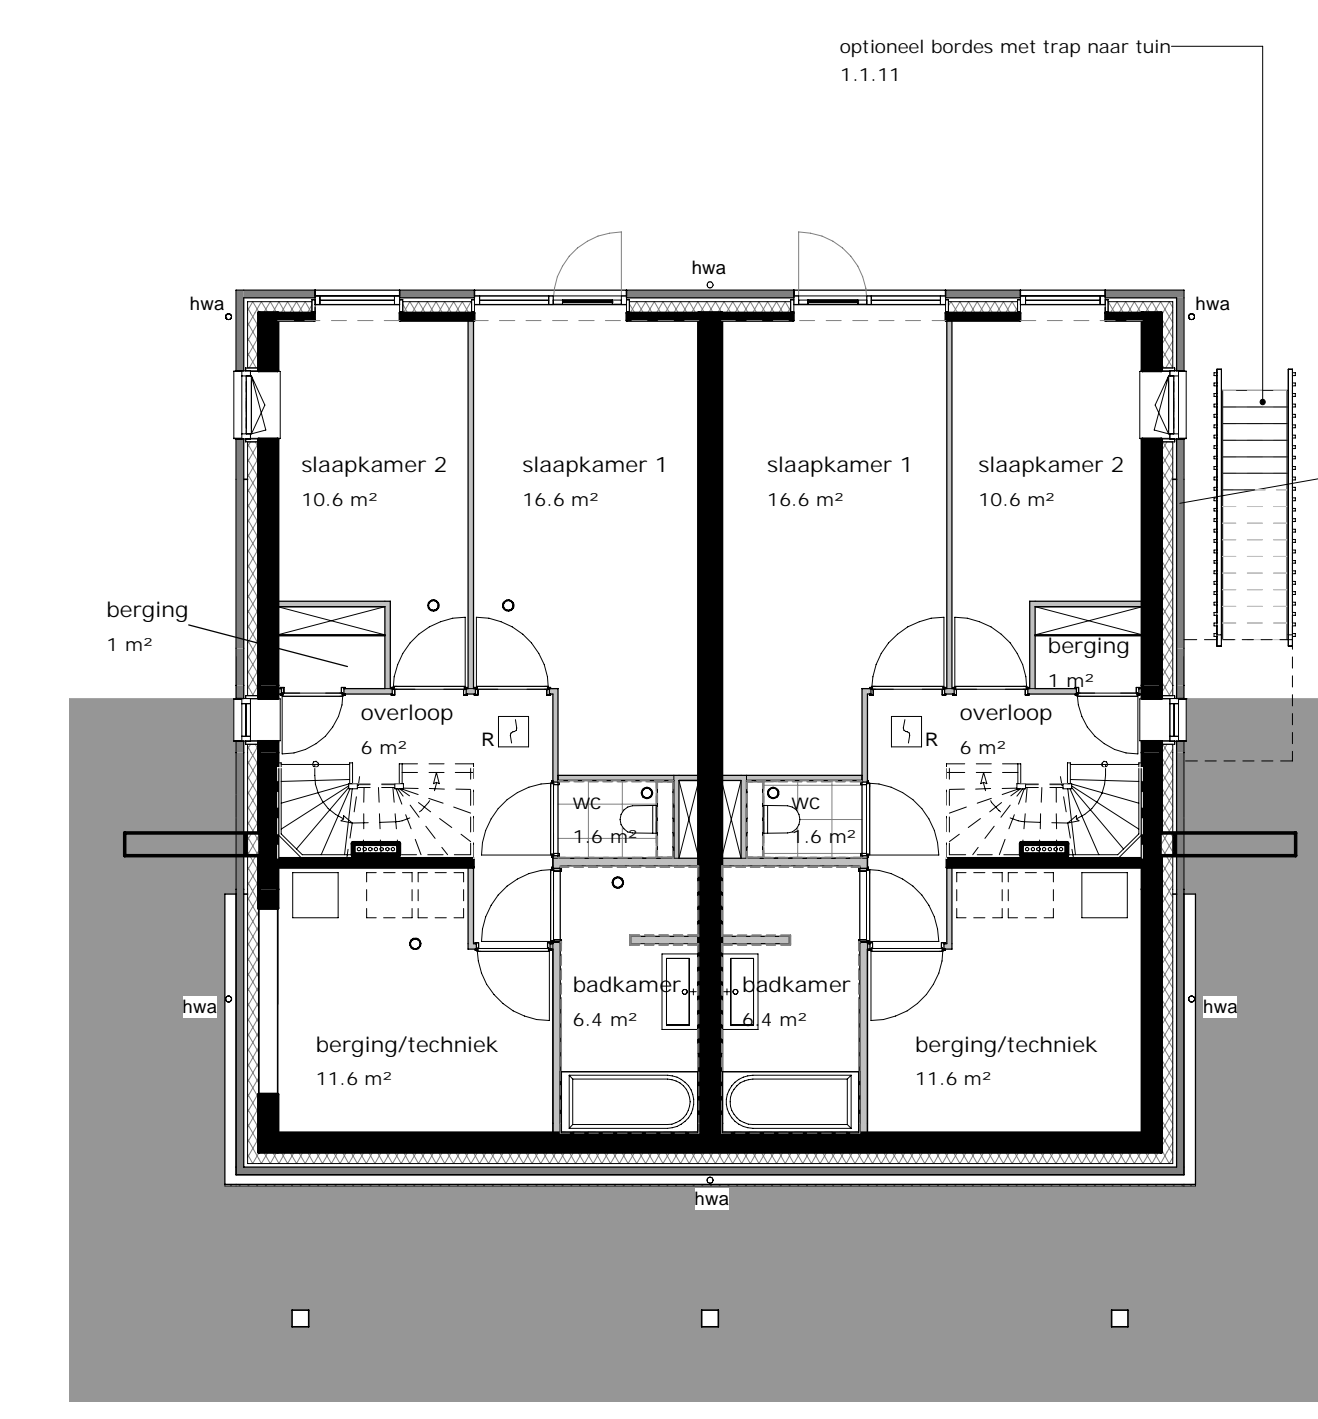 optioneel bordes met trap naar tuin
1.1.11
hwa
hwa
hwa
slaapkamer 2
10.6 m²
slaapkamer 1
16.6 m²
slaapkamer 1
16.6 m²
slaapkamer 2
10.6 m²
berging
1 m²
berging
1 m²
overloop
6 m²
R
R
overloop
6 m²
wc
1.6 m²
wc
1.6 m²
badkamer
6.4 m²
badkamer
6.4 m²
hwa
hwa
berging/techniek
11.6 m²
berging/techniek
11.6 m²
hwa